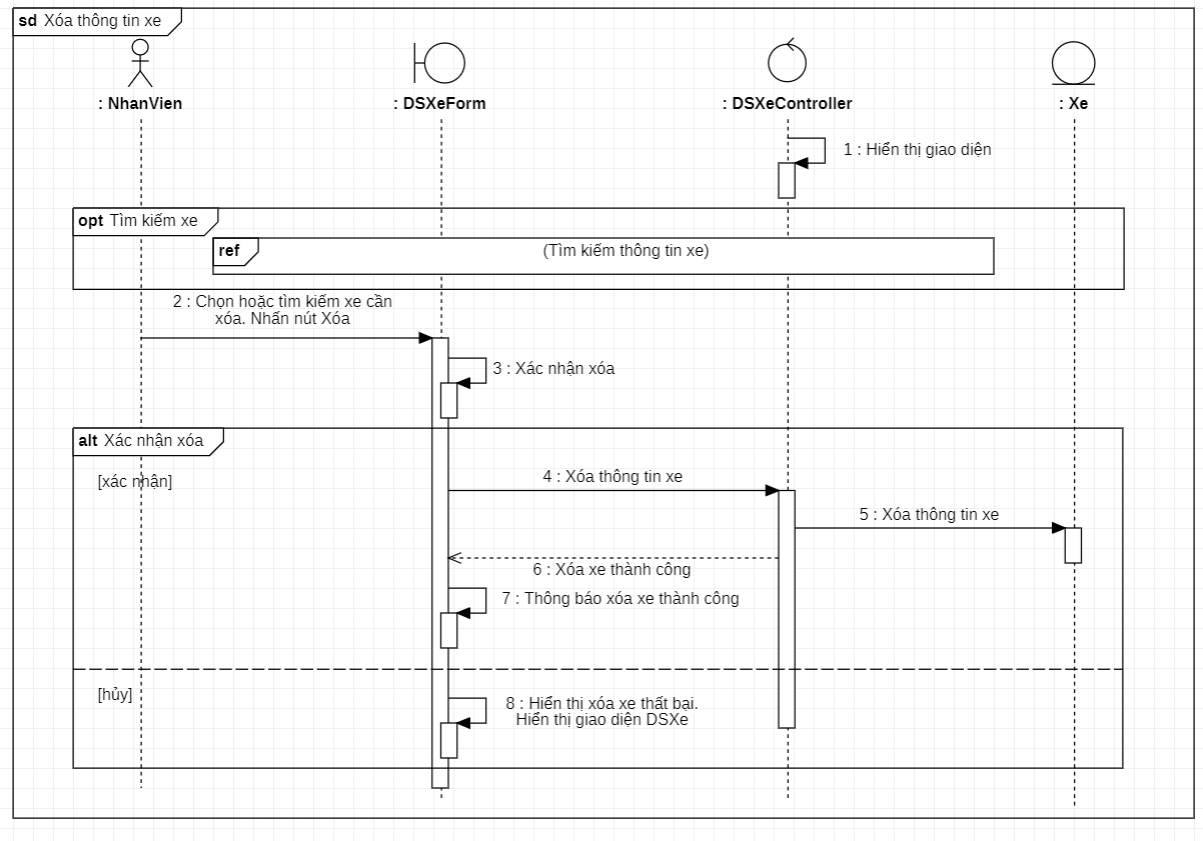 sd Xóa thông tin xe
: NhanVien
: DSXeForm
: DSXeController
: Xe
1 : Hiển thị giao diện
opt Tìm kiếm xe
ref
(Tìm kiếm thông tin xe)
2 : Chọn hoặc tìm kiếm xe cần
xóa. Nhấn nút Xóa
3 : Xác nhận xóa
alt Xác nhận xóa
[xác nhận]
4 : Xóa thông tin xe
5 : Xóa thông tin xe
6 : Xóa xe thành công
7 : Thông báo xóa xe thành công
[hủy]
8 : Hiển thị xóa xe thất bại.
Hiển thị giao diện DSXe